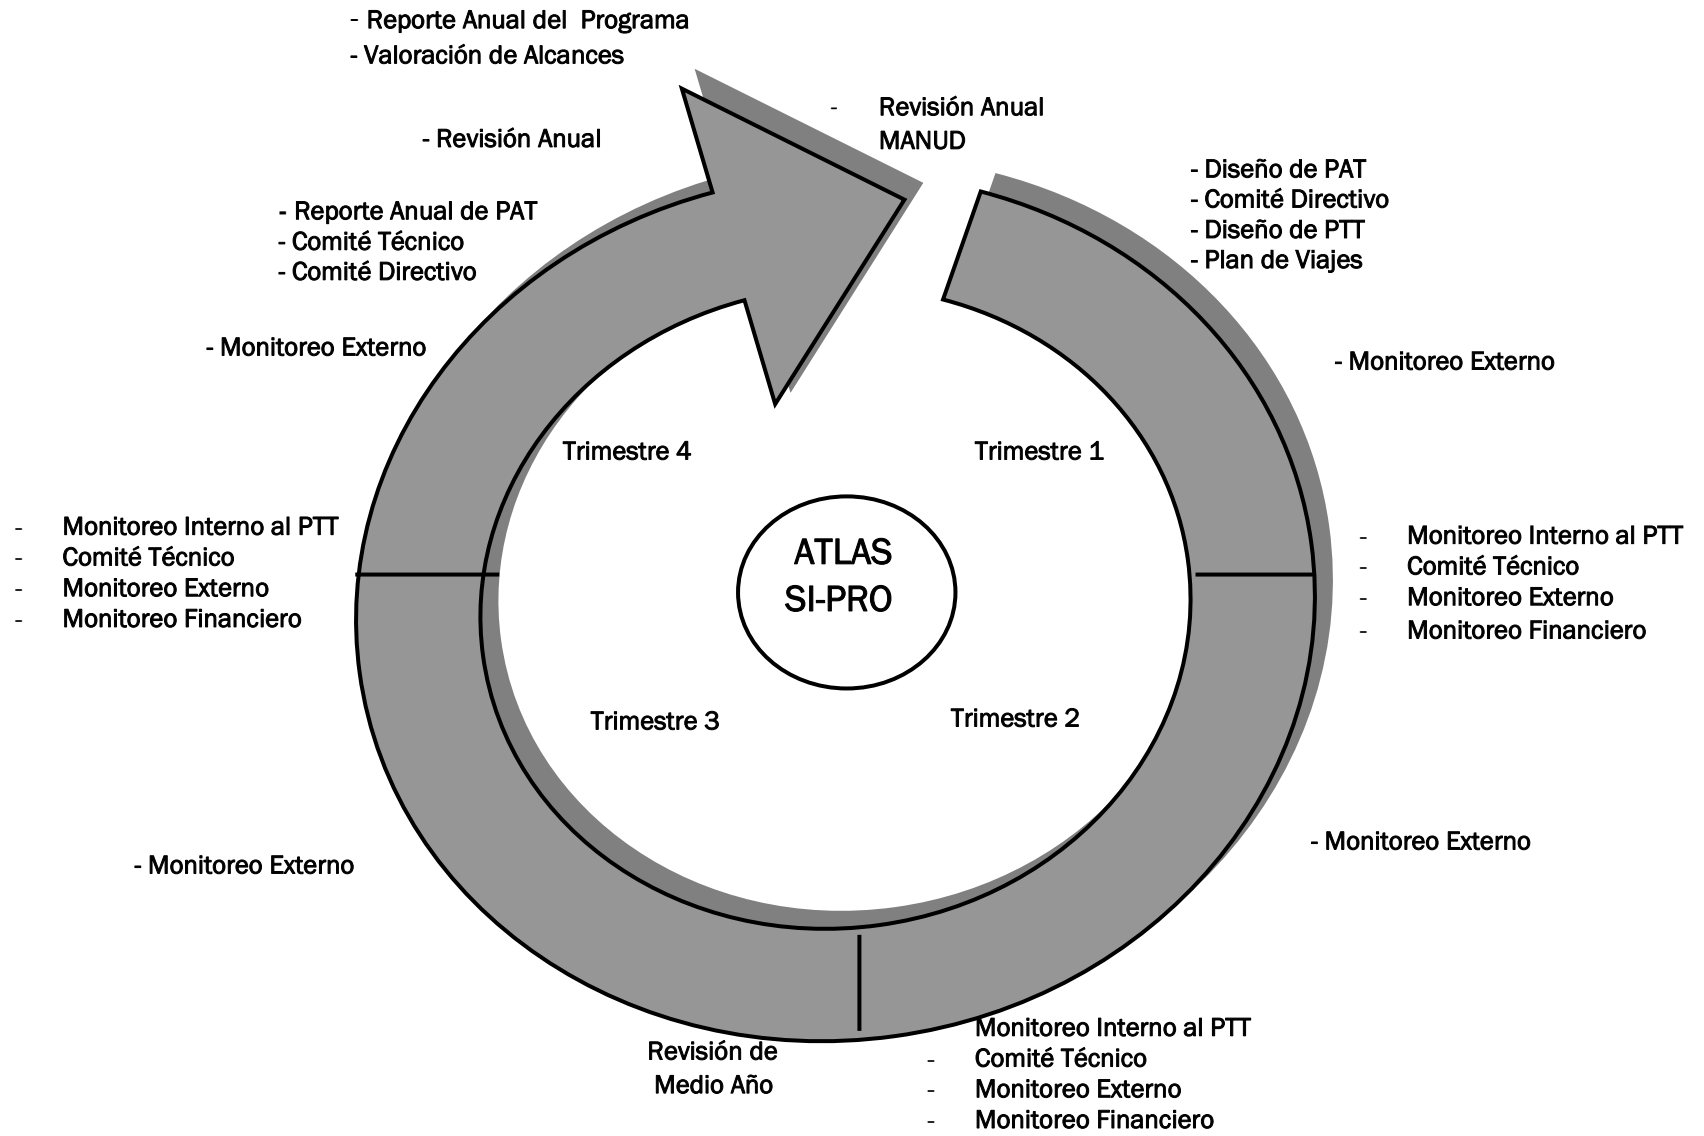 - Reporte Anual del Programa
- Valoración de Alcances
- Revisión Anual
- Revisión Anual
MANUD
- Reporte Anual de PAT
- Comité Técnico
- Comité Directivo
- Diseño de PAT
- Comité Directivo
- Diseño de PTT
- Plan de Viajes
- Monitoreo Externo
- Monitoreo Externo
Trimestre 4
Trimestre 1
- Monitoreo Interno al PTT
- Comité Técnico
- Monitoreo Externo
- Monitoreo Financiero
ATLAS
SI-PRO
- Monitoreo Interno al PTT
- Comité Técnico
- Monitoreo Externo
- Monitoreo Financiero
Trimestre 3
Trimestre 2
- Monitoreo Externo
- Monitoreo Externo
Revisión de
Medio Año
Monitoreo Interno al PTT
- Comité Técnico
- Monitoreo Externo
- Monitoreo Financiero